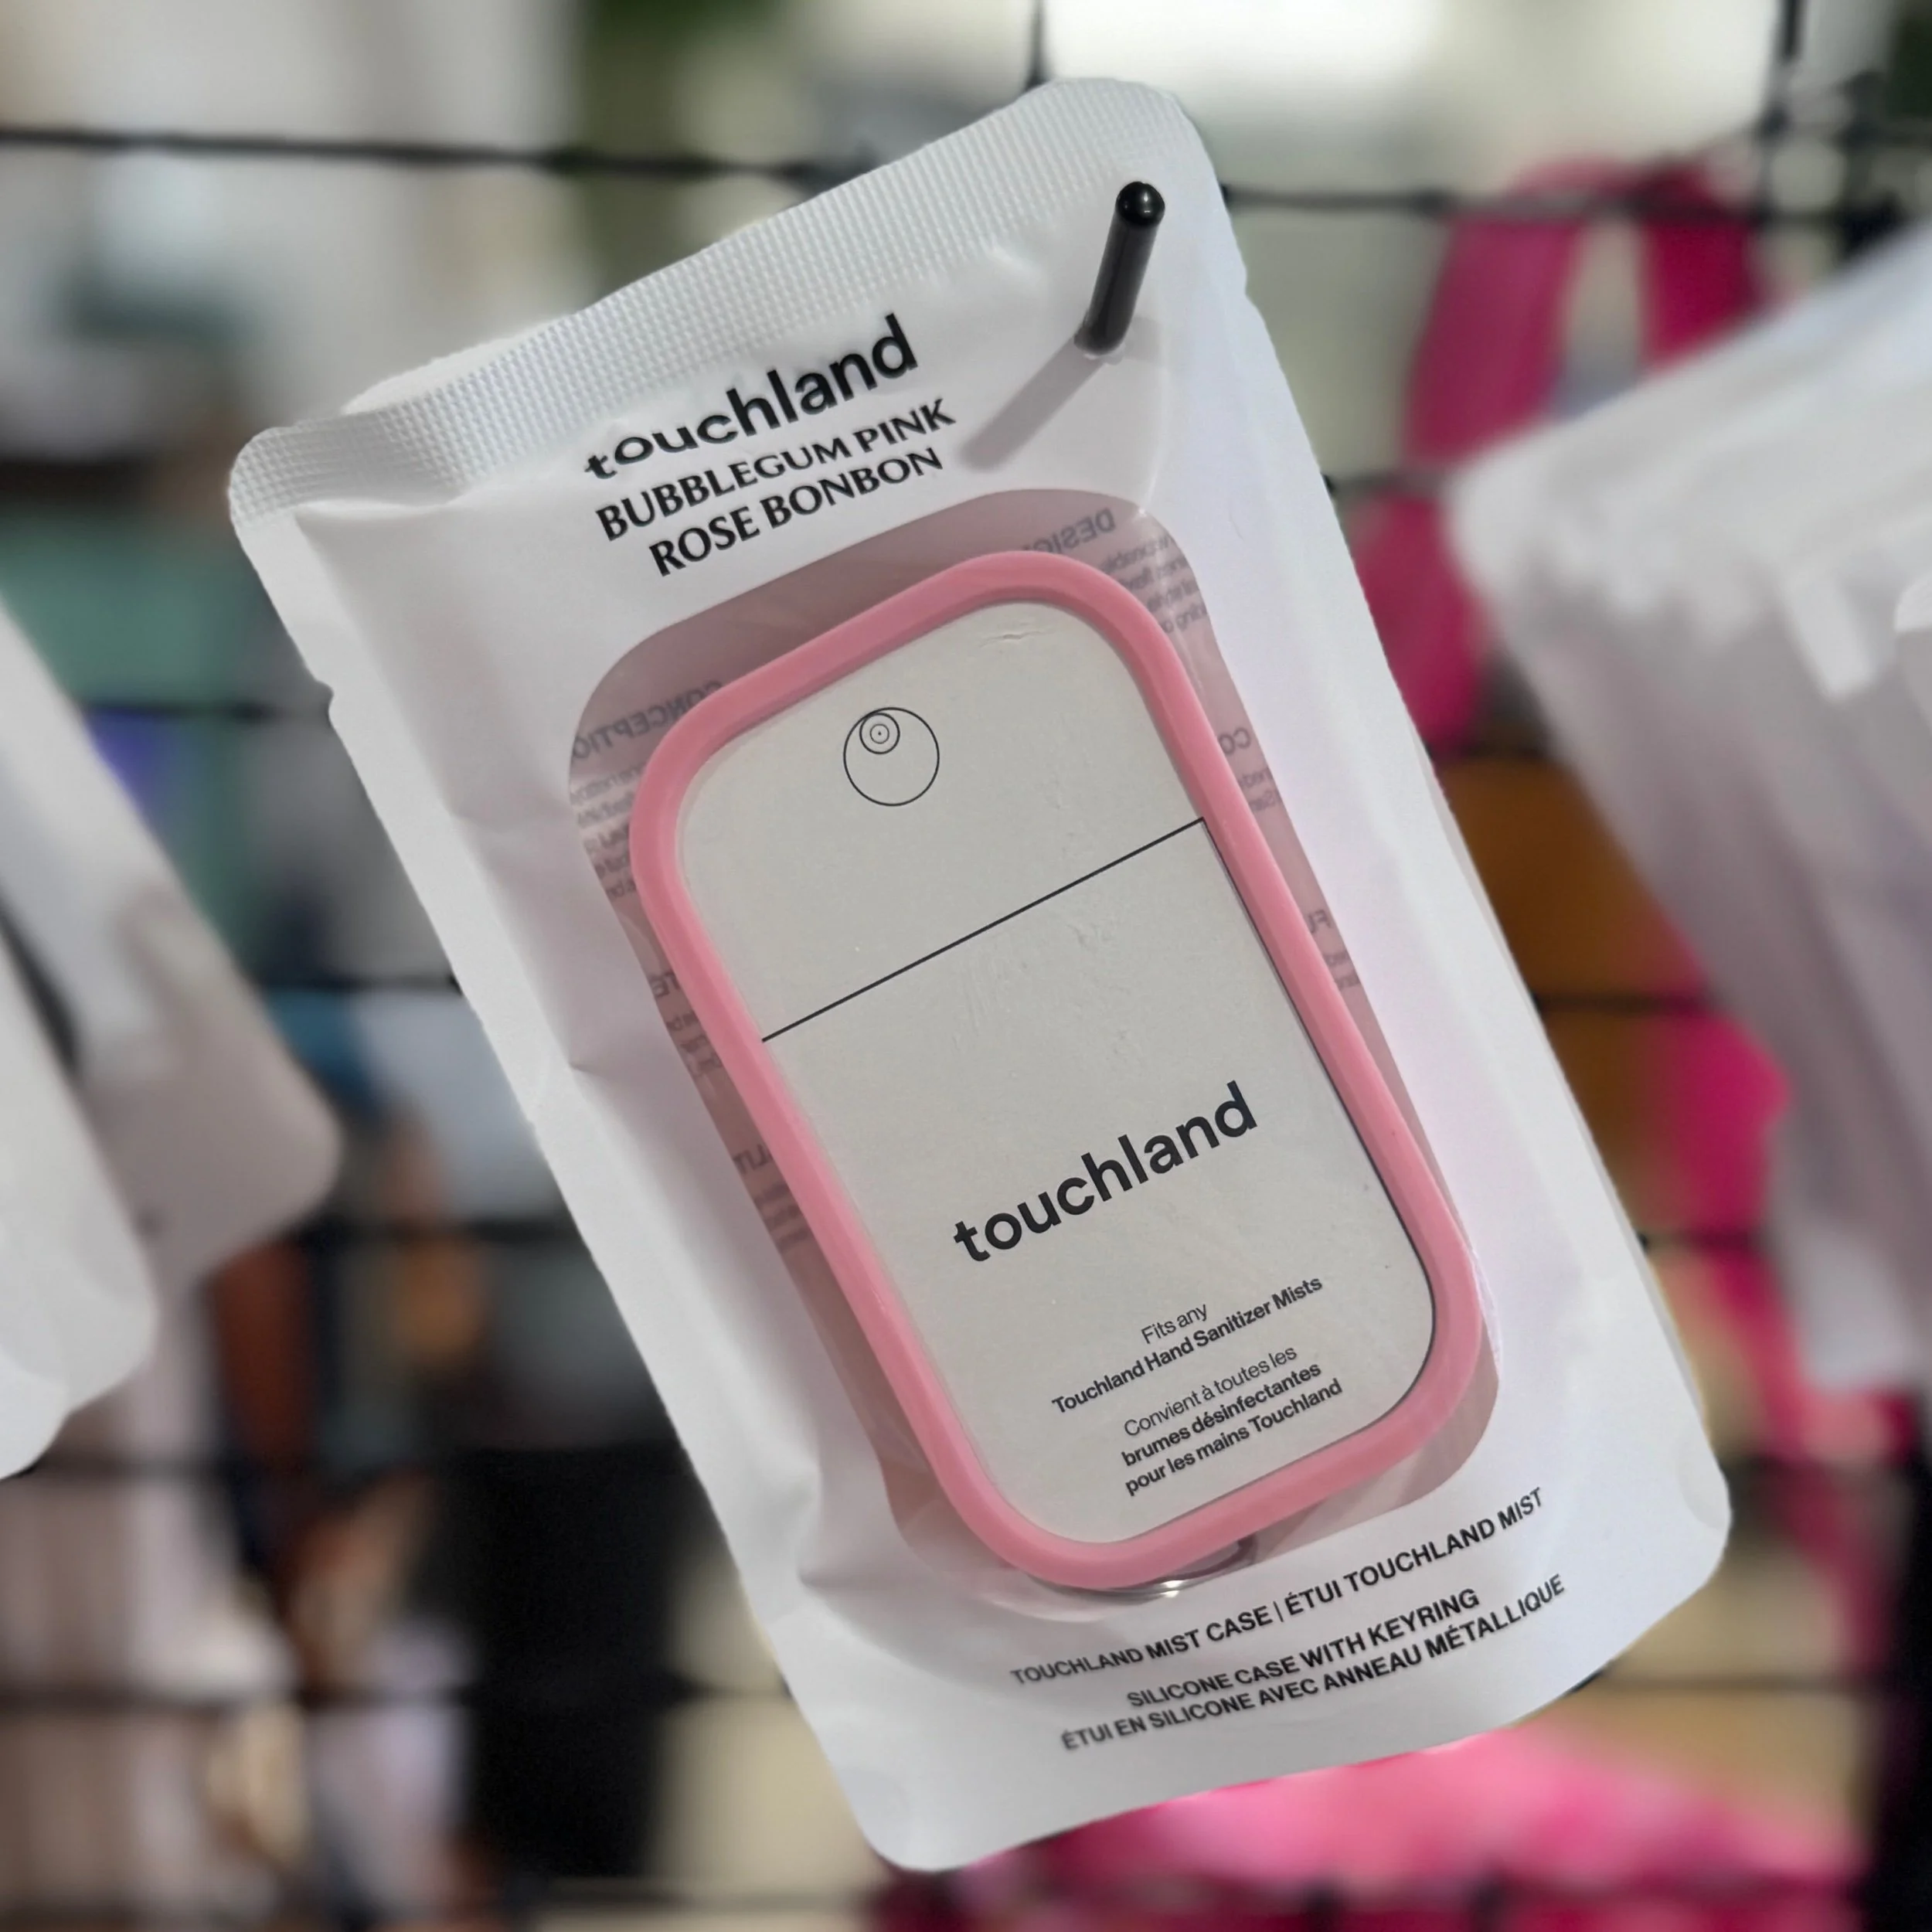 touchland
BUBBLEGUM PINK
ROSE BONBON
touchland
Fits any
Touchland Hand Sanitizer Mists
Convient à toutes les
brumes désinfectantes
pour les mains Touchland
TOUCHLAND MIST CASE | ÉTUI TOUCHLAND MIST
SILICONE CASE WITH KEYRING
ÉTUI EN SILICONE AVEC ANNEAU MÉTALLIQUE